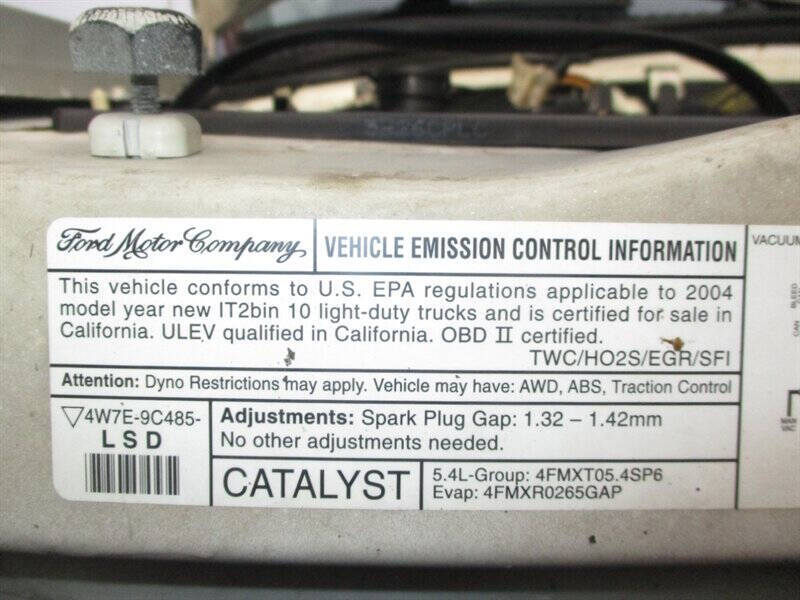 Ford Motor Company
VEHICLE EMISSION CONTROL INFORMATION
This vehicle conforms to U.S. EPA regulations applicable to 2004
model year new IT2bin 10 light-duty trucks and is certified for sale in
California. ULEV qualified in California. OBD II certified.
TWC/HO2S/EGR/SFI
Attention: Dyno Restrictions may apply. Vehicle may have: AWD, ABS, Traction Control
▽4W7E-9C485-
LSD
Adjustments: Spark Plug Gap: 1.32 – 1.42mm
No other adjustments needed.
CATALYST
5.4L-Group: 4FMXT05.4SP6
Evap: 4FMXR0265GAP
VACUUM
BLEED
CAN
MAN
VAC